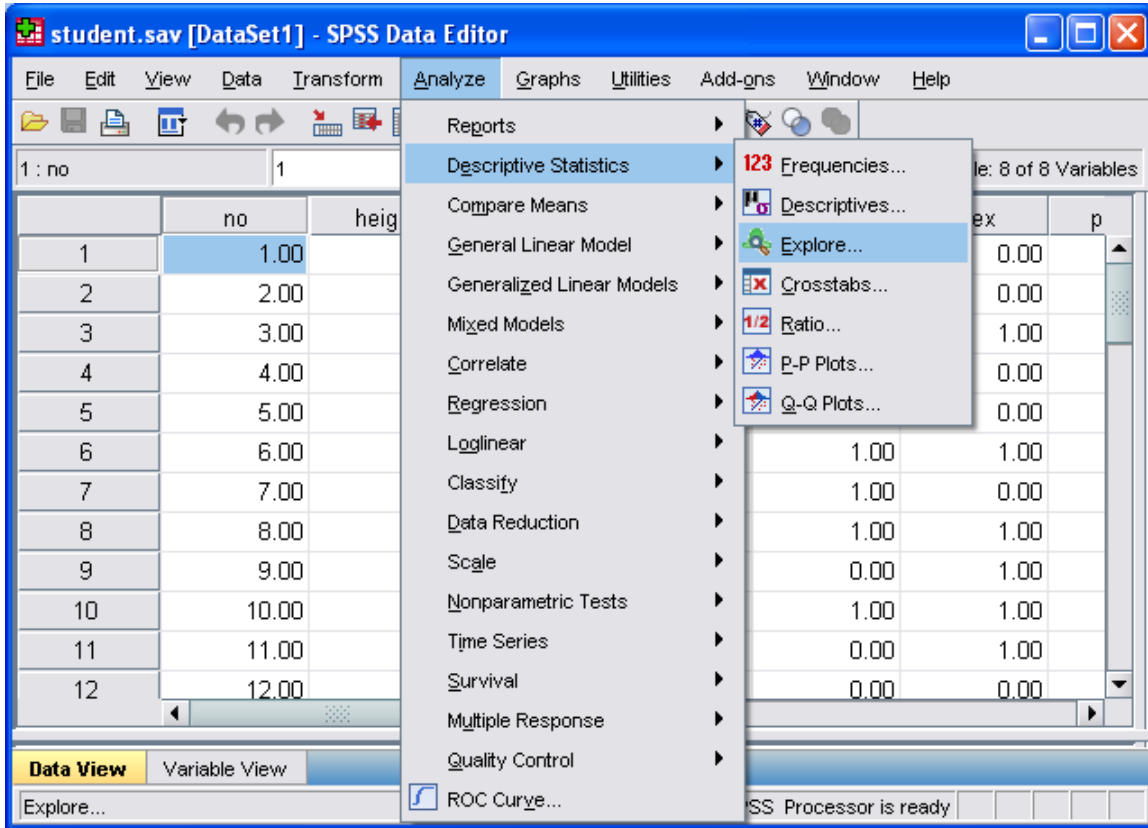 student.sav [DataSet1] - SPSS Data Editor
File Edit View Data Transform Analyze Graphs Utilities Add-ons Window Help
1 : no 1 le: 8 of 8 Variables
no heig ex p
1 1.00 0.00
2 2.00 0.00
3 3.00 1.00
4 4.00 0.00
5 5.00 0.00
6 6.00 1.00 1.00
7 7.00 1.00 0.00
8 8.00 1.00 1.00
9 9.00 0.00 1.00
10 10.00 1.00 1.00
11 11.00 0.00 1.00
12 12.00 0.00 0.00
Reports
Descriptive Statistics
Compare Means
General Linear Model
Generalized Linear Models
Mixed Models
Correlate
Regression
Loglinear
Classify
Data Reduction
Scale
Nonparametric Tests
Time Series
Survival
Multiple Response
Quality Control
ROC Curve...
123 Frequencies...
μσ Descriptives...
Explore...
Crosstabs...
1/2 Ratio...
P-P Plots...
Q-Q Plots...
Data View Variable View
Explore... PSS Processor is ready